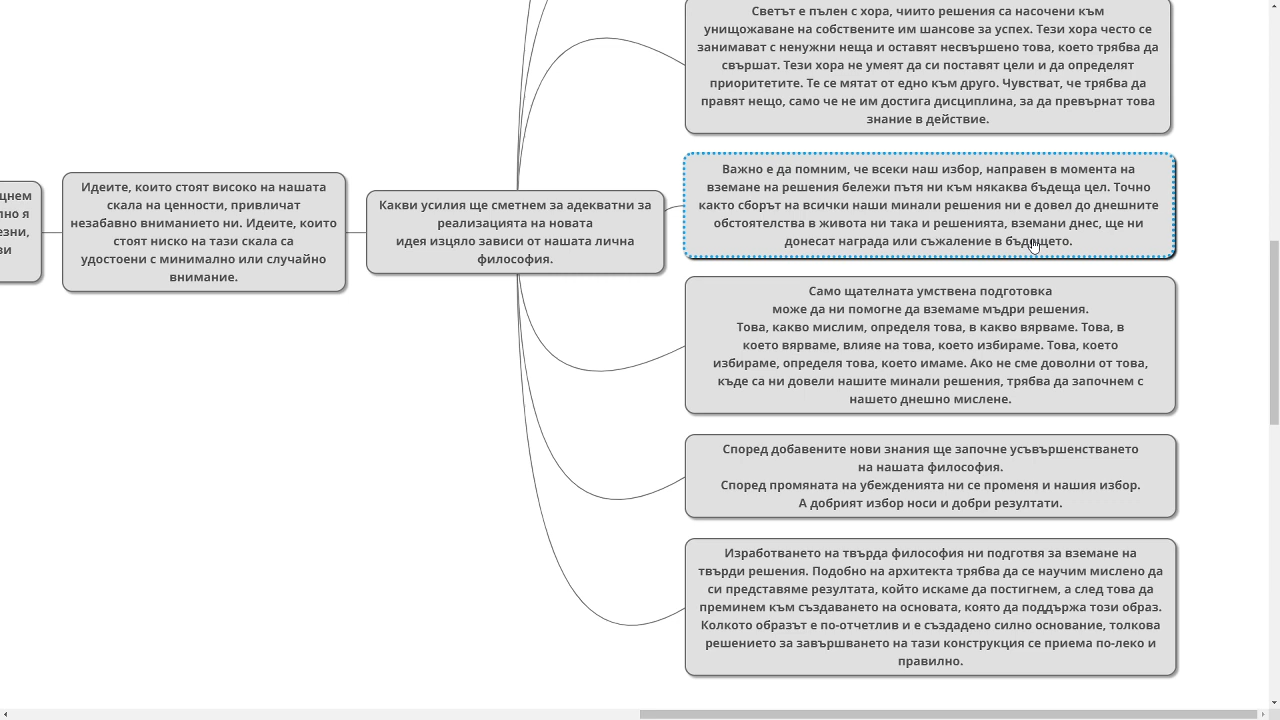 щнем
лно я
езни,
ви
Идеите, които стоят високо на нашата
скала на ценности, привличат
незабавно вниманието ни. Идеите, които
стоят ниско на тази скала са
удостоени с минимално или случайно
внимание.
Какви усилия ще сметнем за адекватни за
реализацията на новата
идея изцяло зависи от нашата лична
философия.
Светът е пълен с хора, чиито решения са насочени към
унищожаване на собствените им шансове за успех. Тези хора често се
занимават с ненужни неща и оставят несвършено това, което трябва да
свършат. Тези хора не умеят да си поставят цели и да определят
приоритетите. Те се мятат от едно към друго. Чувстват, че трябва да
правят нещо, само че не им достига дисциплина, за да превърнат това
знание в действие.
Важно е да помним, че всеки наш избор, направен в момента на
вземане на решения бележи пътя ни към някаква бъдеща цел. Точно
както сборът на всички наши минали решения ни е довел до днешните
обстоятелства в живота ни така и решенията, вземани днес, ще ни
донесат награда или съжаление в бъдещето.
Само щателната умствена подготовка
може да ни помогне да вземаме мъдри решения.
Това, какво мислим, определя това, в какво вярваме. Това, в
което вярваме, влияе на това, което избираме. Това, което
избираме, определя това, което имаме. Ако не сме доволни от това,
къде са ни довели нашите минали решения, трябва да започнем с
нашето днешно мислене.
Според добавените нови знания ще започне усъвършенстването
на нашата философия.
Според промяната на убежденията ни се променя и нашия избор.
А добрият избор носи и добри резултати.
Изработването на твърда философия ни подготвя за вземане на
твърди решения. Подобно на архитекта трябва да се научим мислено да
си представяме резултата, който искаме да постигнем, а след това да
преминем към създаването на основата, която да поддържа този образ.
Колкото образът е по-отчетлив и е създадено силно основание, толкова
решението за завършването на тази конструкция се приема по-леко и
правилно.